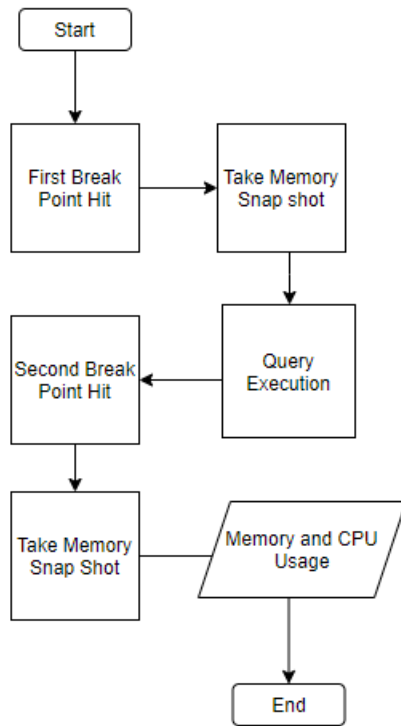 Start
First Break
Point Hit
Take Memory
Snap shot
Query
Execution
Second Break
Point Hit
Take Memory
Snap Shot
Memory and CPU
Usage
End